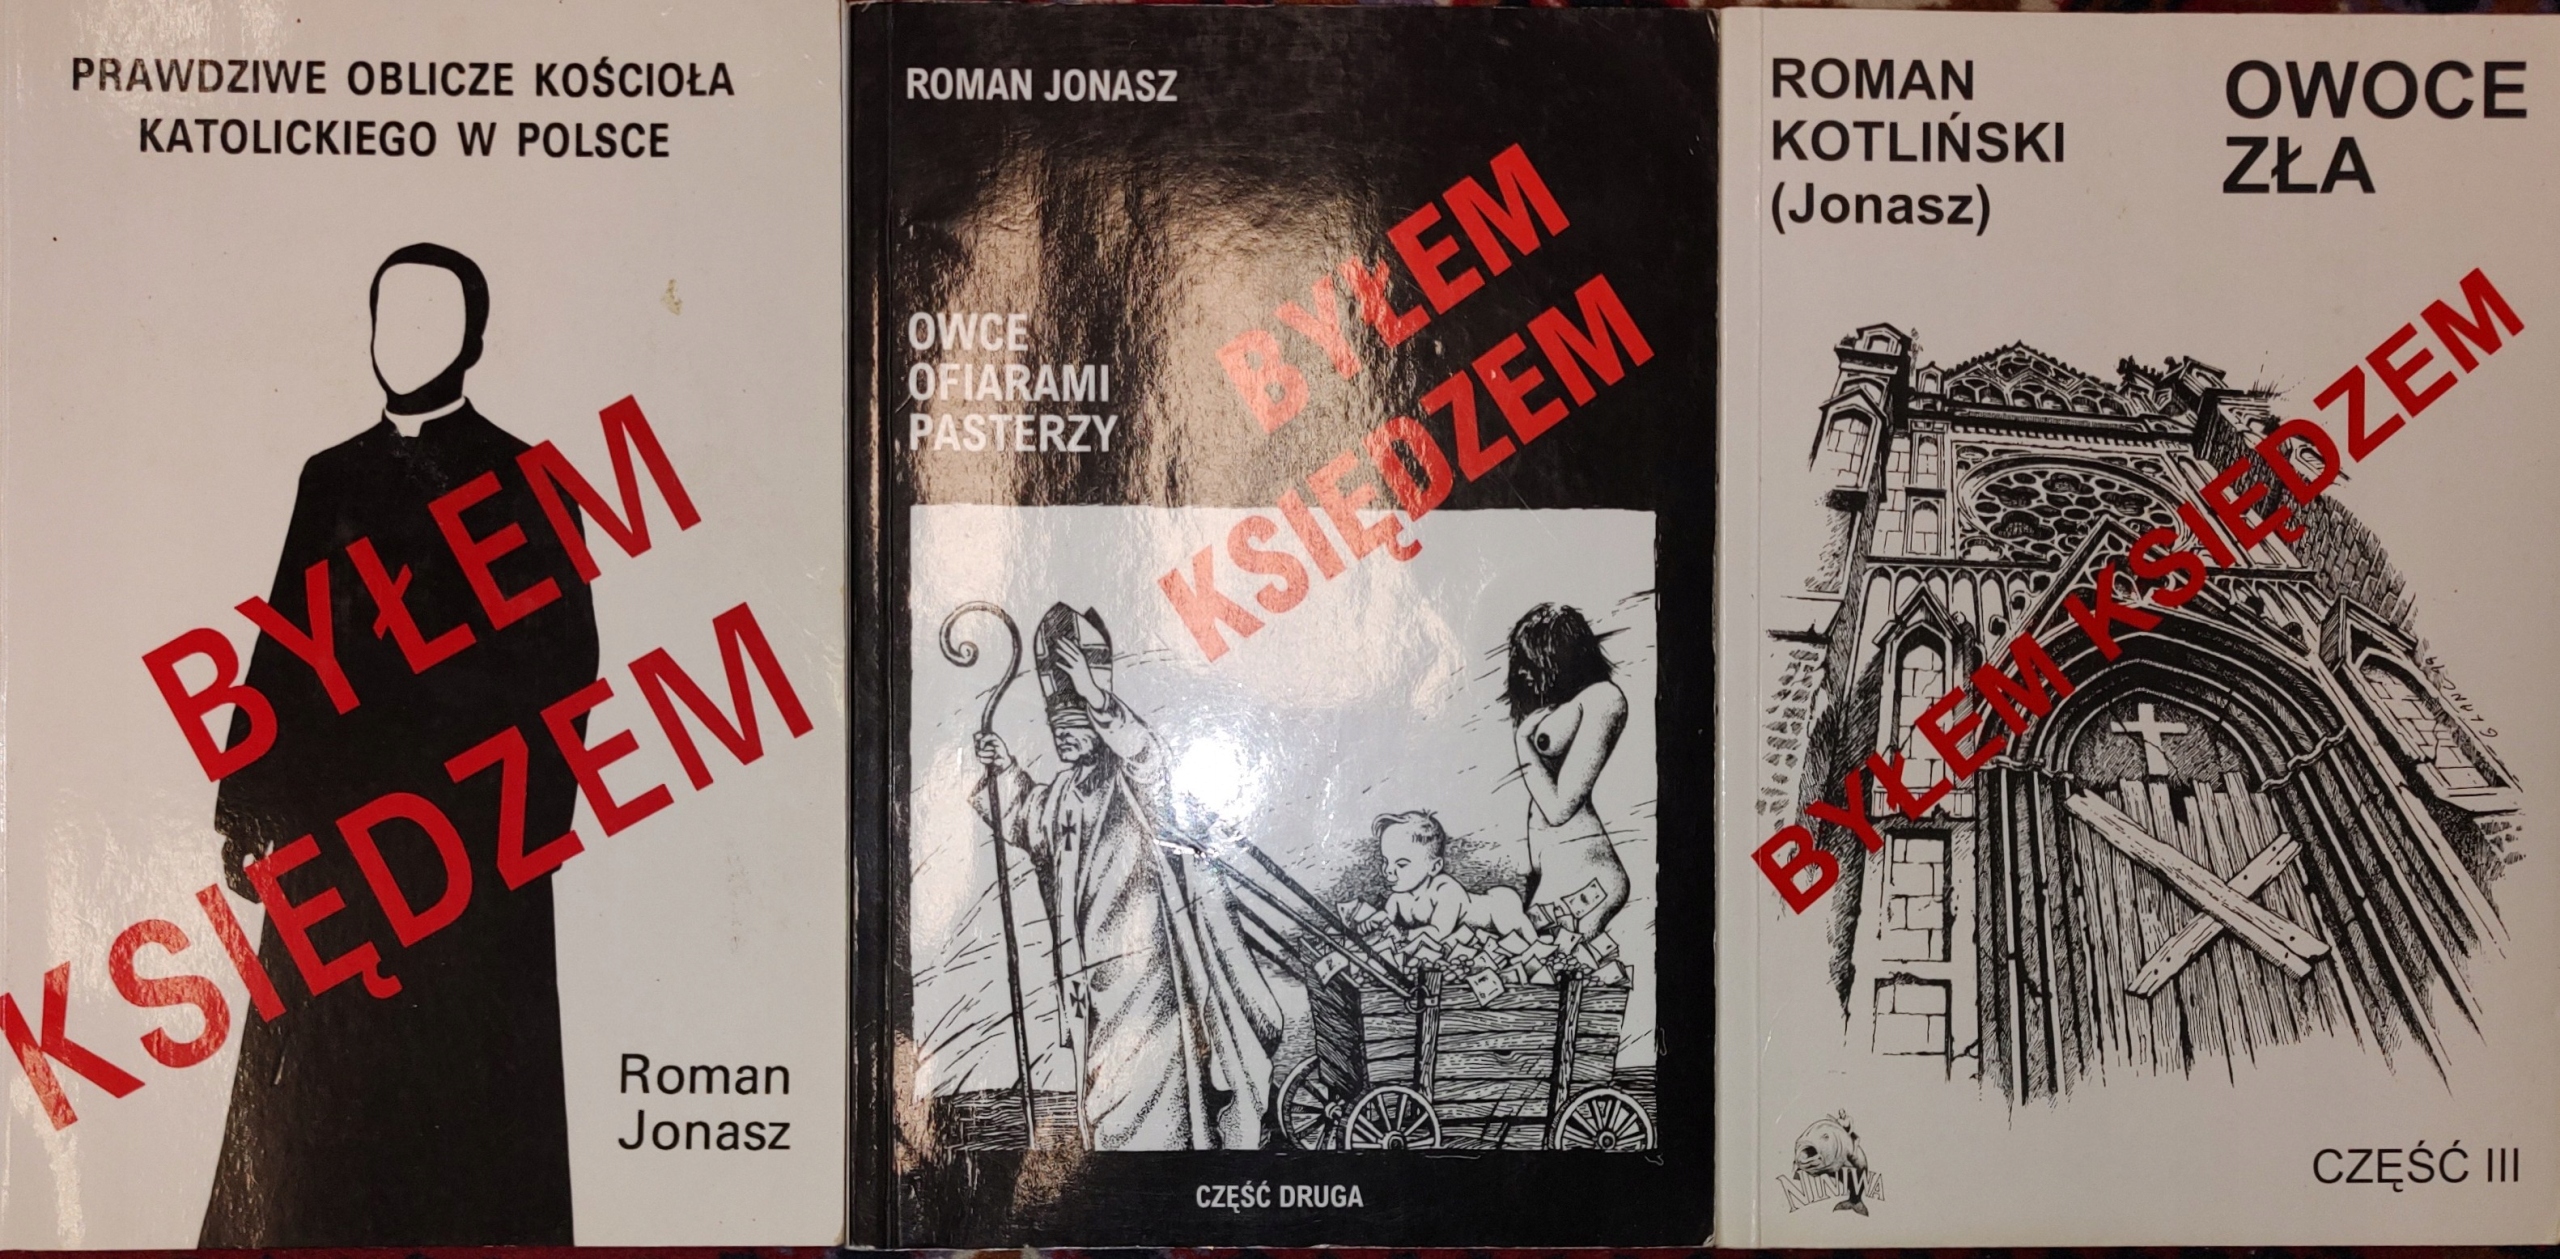 PRAWDZIWE OBLICZE KOŚCIOŁA
KATOLICKIEGO W POLSCE
BYŁEM
KSIĘDZEM
Roman
Jonasz
ROMAN JONASZ
BYŁEM
KSIĘDZEM
OWCE
OFIARAMI
PASTERZY
CZĘŚĆ DRUGA
ROMAN
KOTLIŃSKI
(Jonasz)
OWOCE
ZŁA
BYŁEM KSIĘDZEM
NINIWA
CZĘŚĆ III